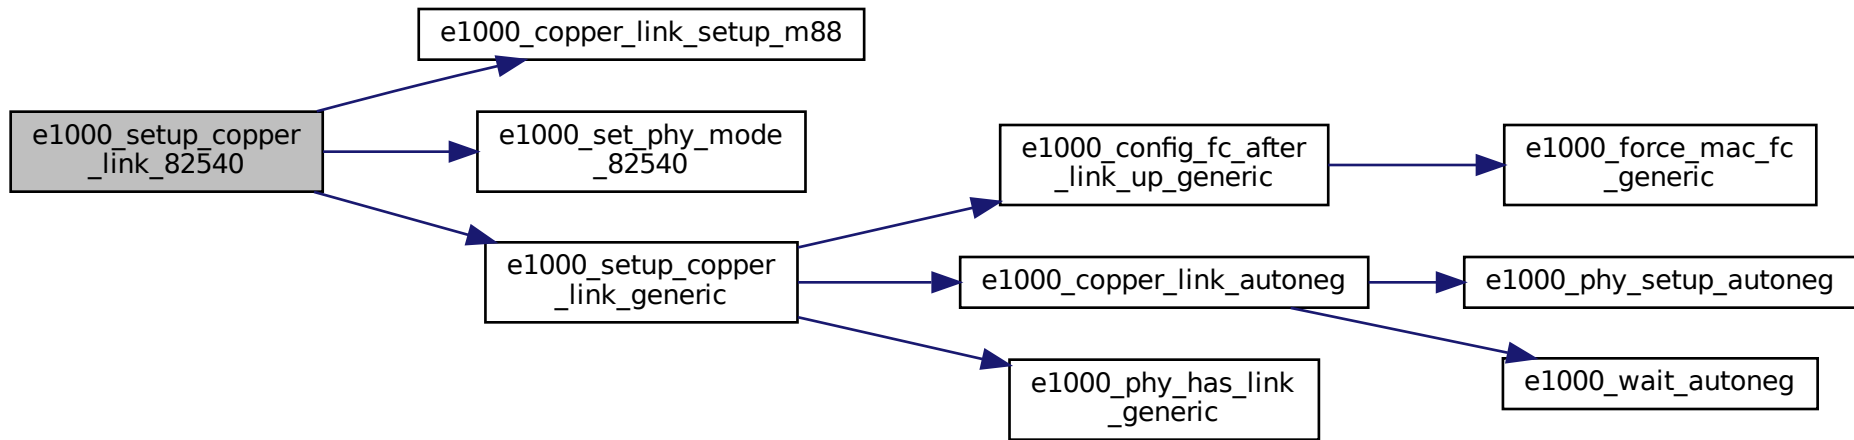 e1000_copper_link_setup_m88
e1000_setup_copper
_link_82540
e1000_set_phy_mode
_82540
e1000_setup_copper
_link_generic
e1000_config_fc_after
_link_up_generic
e1000_force_mac_fc
_generic
e1000_copper_link_autoneg
e1000_phy_setup_autoneg
e1000_wait_autoneg
e1000_phy_has_link
_generic